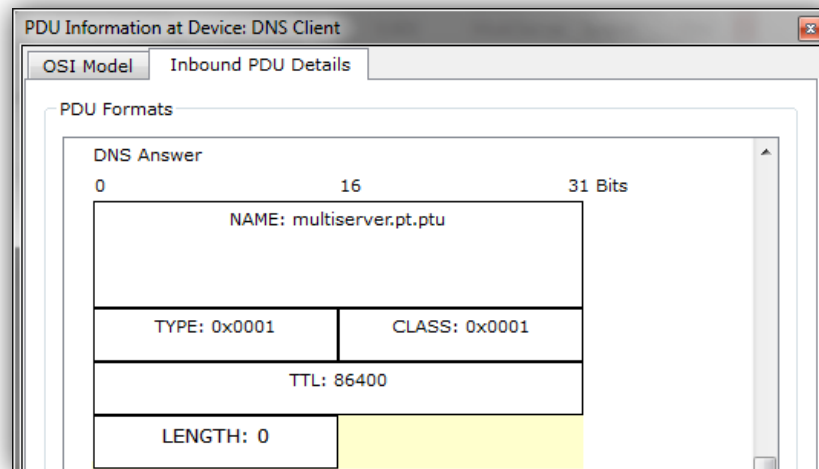 PDU Information at Device: DNS Client
OSI Model Inbound PDU Details
PDU Formats
DNS Answer
0 16 31 Bits
NAME: multiserver.pt.ptu
TYPE: 0x0001 CLASS: 0x0001
TTL: 86400
LENGTH: 0